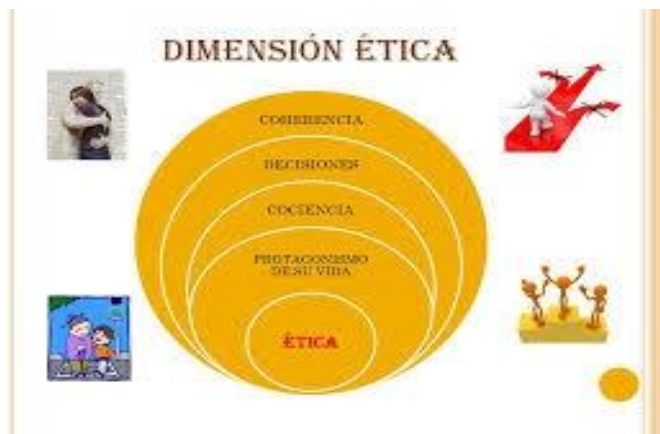 DIMENSIÓN ÉTICA
COHERENCIA
DECISIONES
COCIENCIA
PROTAGONISMO
DE SU VIDA
ÉTICA